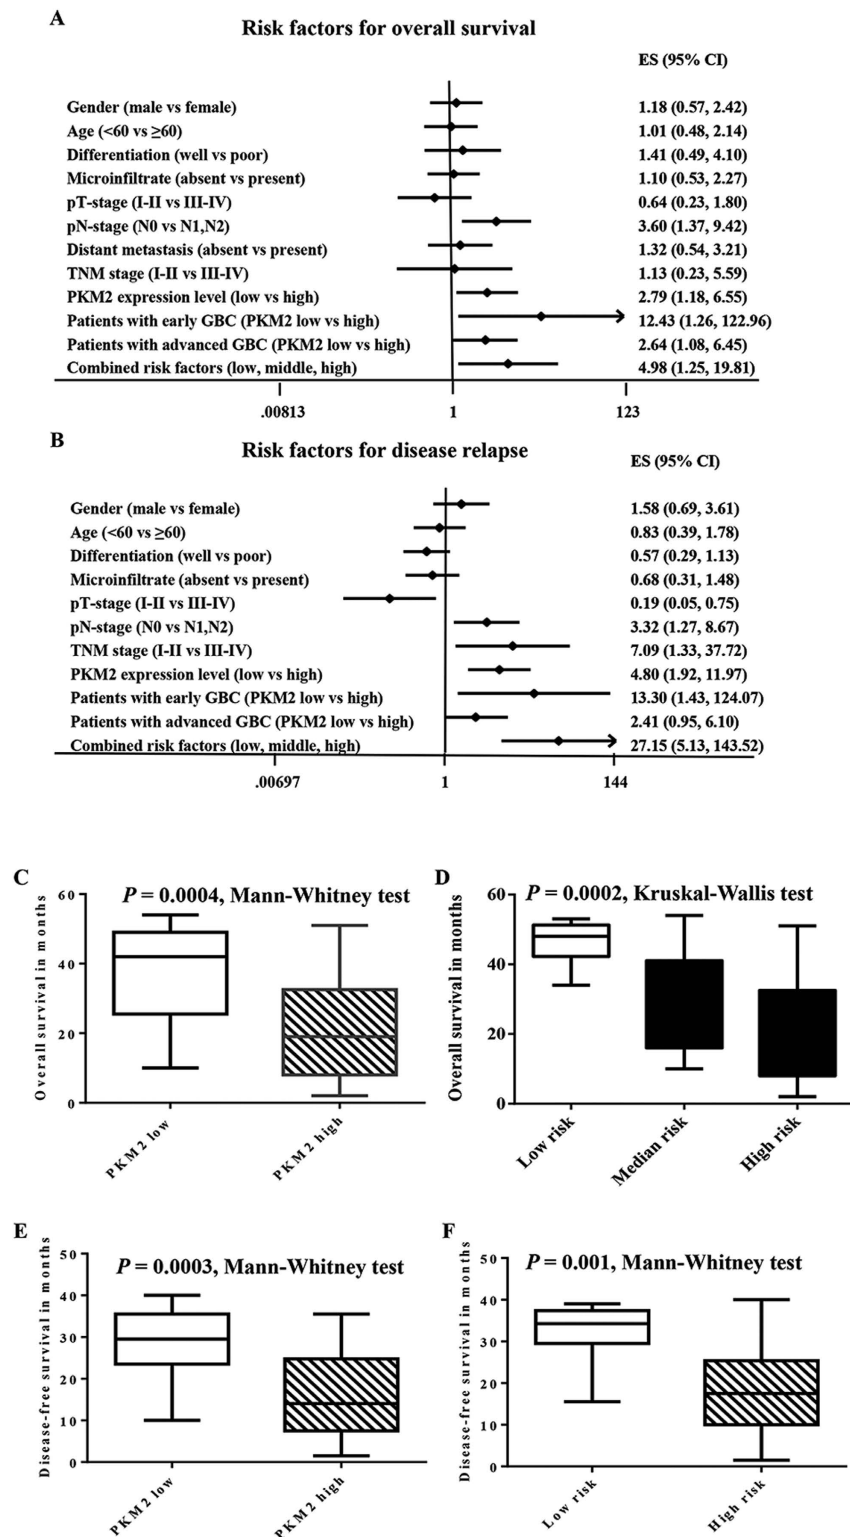 A
Risk factors for overall survival
ES (95% CI)
Gender (male vs female) 1.18 (0.57, 2.42)
Age (<60 vs ≥60) 1.01 (0.48, 2.14)
Differentiation (well vs poor) 1.41 (0.49, 4.10)
Microinfiltrate (absent vs present) 1.10 (0.53, 2.27)
pT-stage (I-II vs III-IV) 0.64 (0.23, 1.80)
pN-stage (N0 vs N1,N2) 3.60 (1.37, 9.42)
Distant metastasis (absent vs present) 1.32 (0.54, 3.21)
TNM stage (I-II vs III-IV) 1.13 (0.23, 5.59)
PKM2 expression level (low vs high) 2.79 (1.18, 6.55)
Patients with early GBC (PKM2 low vs high) 12.43 (1.26, 122.96)
Patients with advanced GBC (PKM2 low vs high) 2.64 (1.08, 6.45)
Combined risk factors (low, middle, high) 4.98 (1.25, 19.81)
.00813 1 123
B
Risk factors for disease relapse
ES (95% CI)
Gender (male vs female) 1.58 (0.69, 3.61)
Age (<60 vs ≥60) 0.83 (0.39, 1.78)
Differentiation (well vs poor) 0.57 (0.29, 1.13)
Microinfiltrate (absent vs present) 0.68 (0.31, 1.48)
pT-stage (I-II vs III-IV) 0.19 (0.05, 0.75)
pN-stage (N0 vs N1,N2) 3.32 (1.27, 8.67)
TNM stage (I-II vs III-IV) 7.09 (1.33, 37.72)
PKM2 expression level (low vs high) 4.80 (1.92, 11.97)
Patients with early GBC (PKM2 low vs high) 13.30 (1.43, 124.07)
Patients with advanced GBC (PKM2 low vs high) 2.41 (0.95, 6.10)
Combined risk factors (low, middle, high) 27.15 (5.13, 143.52)
.00697 1 144
C
P = 0.0004, Mann-Whitney test
Overall survival in months
60
40
20
0
PKM2 low
PKM2 high
D
P = 0.0002, Kruskal-Wallis test
Overall survival in months
60
40
20
0
Low risk
Median risk
High risk
E
P = 0.0003, Mann-Whitney test
Disease-free survival in months
50
40
30
20
10
0
PKM2 low
PKM2 high
F
P = 0.001, Mann-Whitney test
Disease-free survival in months
50
40
30
20
10
0
Low risk
High risk